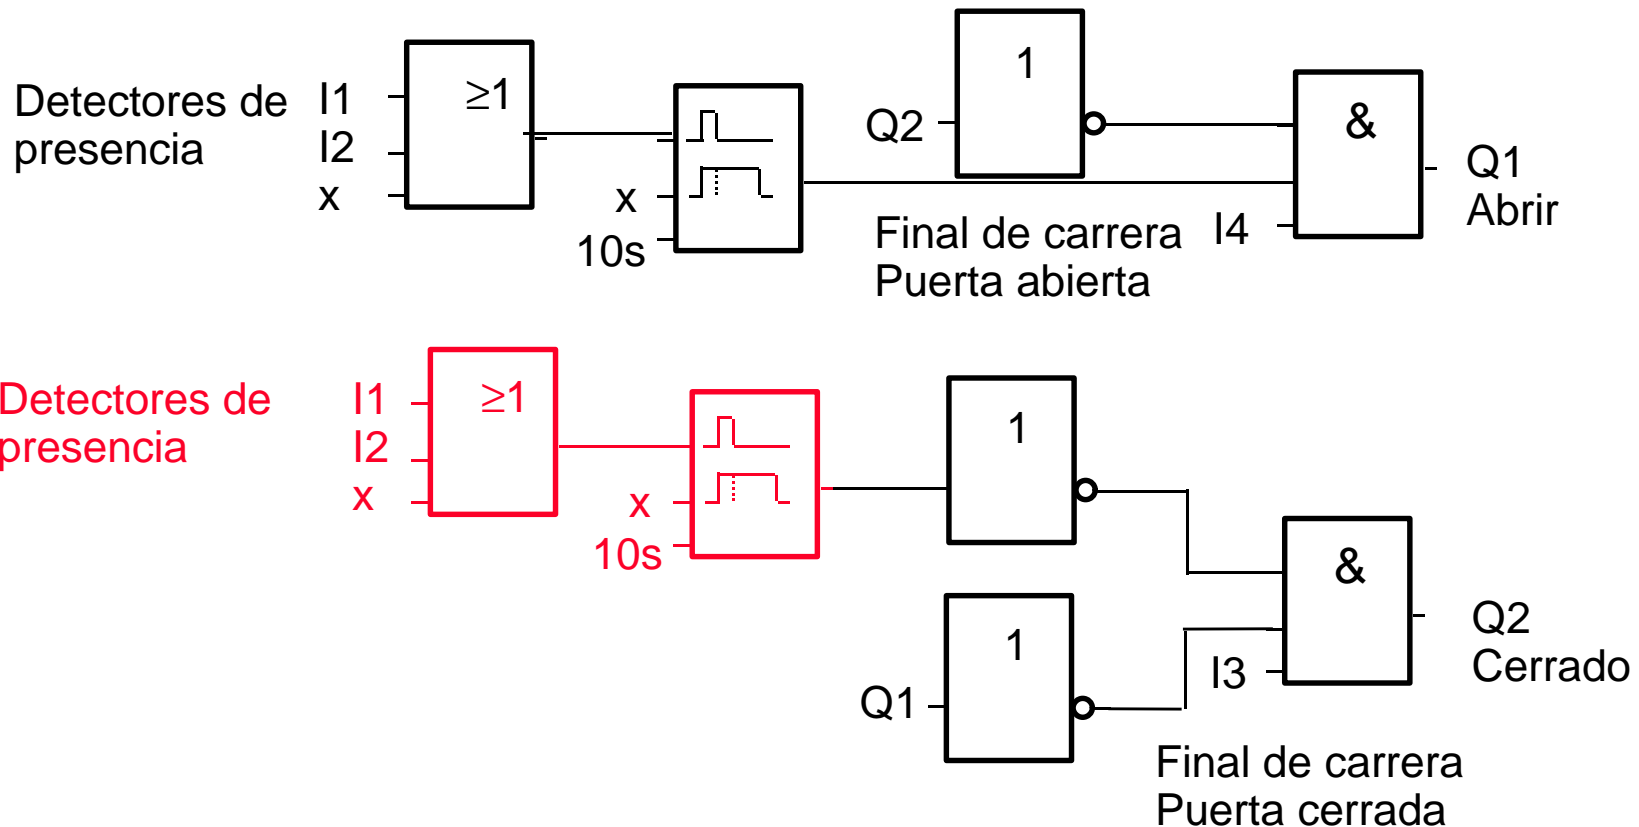 Detectores de
presencia
I1
I2
x
≥1
x
10s
Q2
1
Final de carrera
Puerta abierta
I4
&
Q1
Abrir
Detectores de
presencia
I1
I2
x
≥1
x
10s
1
Q1
1
I3
&
Q2
Cerrado
Final de carrera
Puerta cerrada